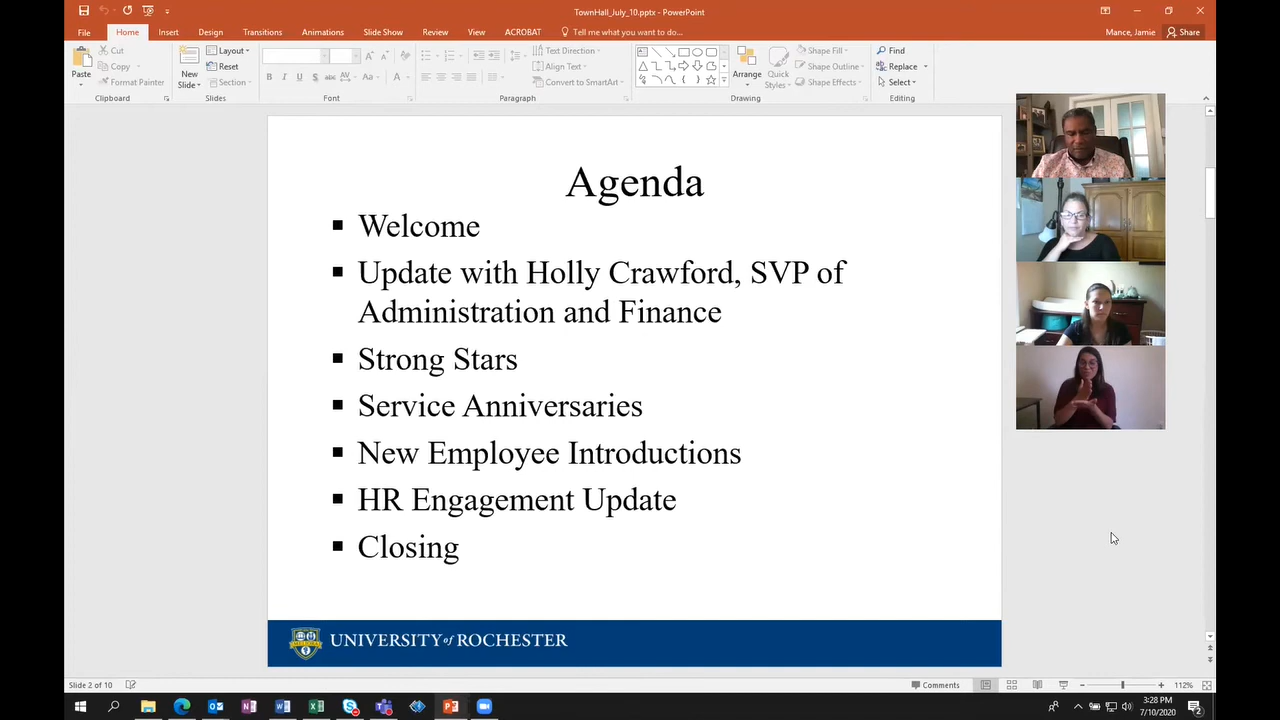 TownHall_July_10.pptx - PowerPoint
File Home Insert Design Transitions Animations Slide Show Review View ACROBAT Tell me what you want to do... Mance, Jamie Share
Paste
Cut
Copy
Format Painter
Clipboard
New
Slide
Layout
Reset
Section
Slides
Font
Text Direction
Align Text
Convert to SmartArt
Paragraph
Arrange
Quick
Styles
Shape Fill
Shape Outline
Shape Effects
Drawing
Find
Replace
Select
Editing
Agenda
Welcome
Update with Holly Crawford, SVP of
Administration and Finance
Strong Stars
Service Anniversaries
New Employee Introductions
HR Engagement Update
Closing
UNIVERSITY of ROCHESTER
Slide 2 of 10 Comments 112%
3:28 PM
7/10/2020
2